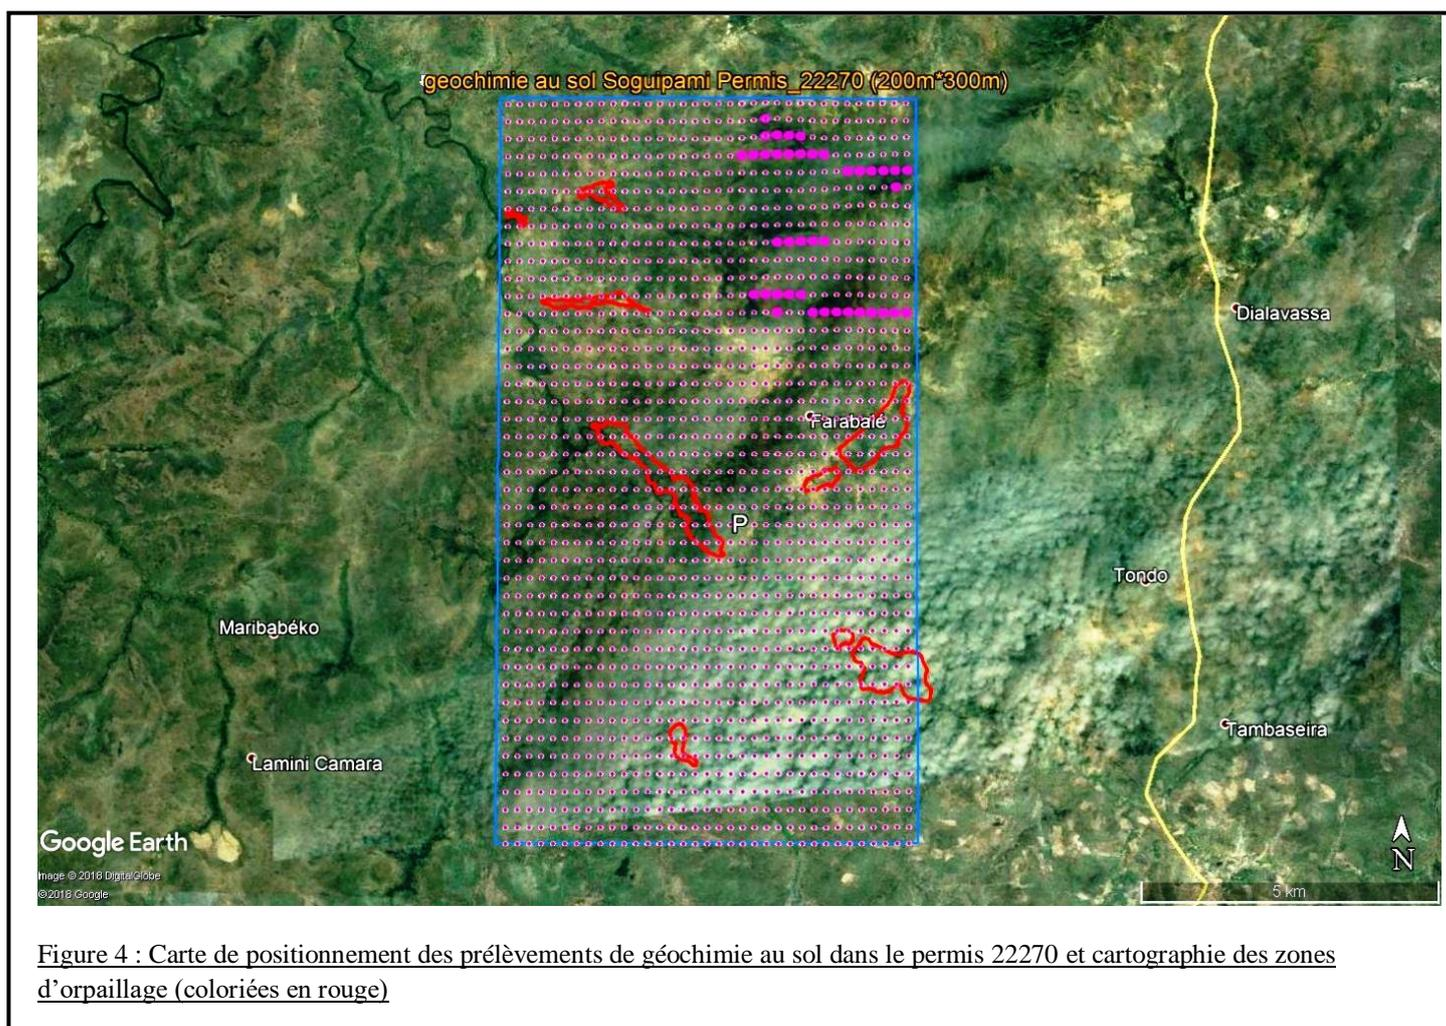 geochimie au sol Soguipami Permis_22270 (200m*300m)
Dialavassa
Farabalé
P
Tondo
Maribabéko
Tambaseira
Lamini Camara
Google Earth
Image © 2018 DigitalGlobe
©2018 Google
N
5 km
Figure 4 : Carte de positionnement des prélèvements de géochimie au sol dans le permis 22270 et cartographie des zones
d’orpaillage (coloriées en rouge)